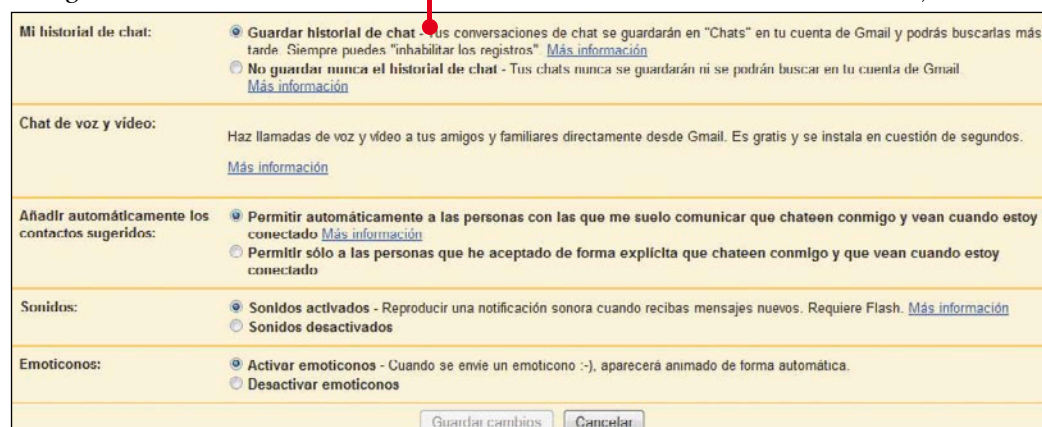 Mi historial de chat:
Guardar historial de chat - Tus conversaciones de chat se guardarán en "Chats" en tu cuenta de Gmail y podrás buscarlas más
tarde. Siempre puedes "inhabilitar los registros". Más información
No guardar nunca el historial de chat - Tus chats nunca se guardarán ni se podrán buscar en tu cuenta de Gmail.
Más información
Chat de voz y vídeo:
Haz llamadas de voz y vídeo a tus amigos y familiares directamente desde Gmail. Es gratis y se instala en cuestión de segundos.
Más información
Añadir automáticamente los
contactos sugeridos:
Permitir automáticamente a las personas con las que me suelo comunicar que chateen conmigo y vean cuando estoy
conectado Más información
Permitir sólo a las personas que he aceptado de forma explícita que chateen conmigo y que vean cuando estoy
conectado
Sonidos:
Sonidos activados - Reproducir una notificación sonora cuando recibas mensajes nuevos. Requiere Flash. Más información
Sonidos desactivados
Emoticonos:
Activar emoticonos - Cuando se envíe un emoticono :-), aparecerá animado de forma automática.
Desactivar emoticonos
Guardar cambios Cancelar